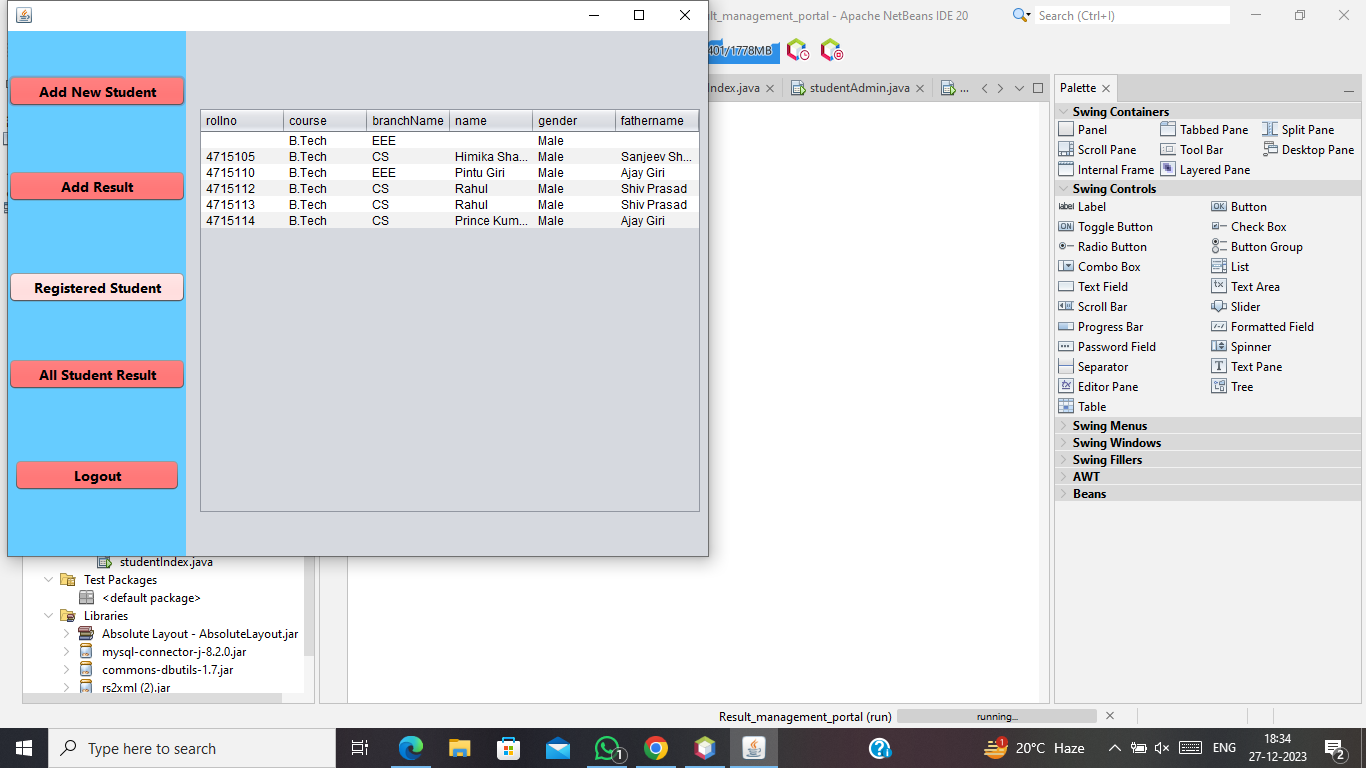 ult_management_portal - Apache NetBeans IDE 20
Search (Ctrl+I)
401/1778MB
Index.java
studentAdmin.java
...
Add New Student
Add Result
Registered Student
All Student Result
Logout
rollno course branchName name gender fathername
B.Tech EEE Male
4715105 B.Tech CS Himika Sha... Male Sanjeev Sh...
4715110 B.Tech EEE Pintu Giri Male Ajay Giri
4715112 B.Tech CS Rahul Male Shiv Prasad
4715113 B.Tech CS Rahul Male Shiv Prasad
4715114 B.Tech CS Prince Kum... Male Ajay Giri
Palette
Swing Containers
Panel Tabbed Pane Split Pane
Scroll Pane Tool Bar Desktop Pane
Internal Frame Layered Pane
Swing Controls
label Label OK Button
ON Toggle Button Check Box
Radio Button Button Group
Combo Box List
Text Field Text Area
Scroll Bar Slider
Progress Bar Formatted Field
Password Field Spinner
Separator T Text Pane
Editor Pane Tree
Table
Swing Menus
Swing Windows
Swing Fillers
AWT
Beans
studentIndex.java
Test Packages
<default package>
Libraries
Absolute Layout - AbsoluteLayout.jar
mysql-connector-j-8.2.0.jar
commons-dbutils-1.7.jar
rs2xml (2).jar
Result_management_portal (run) running...
Type here to search
1
1
20°C Haze
ENG
18:34
27-12-2023
2